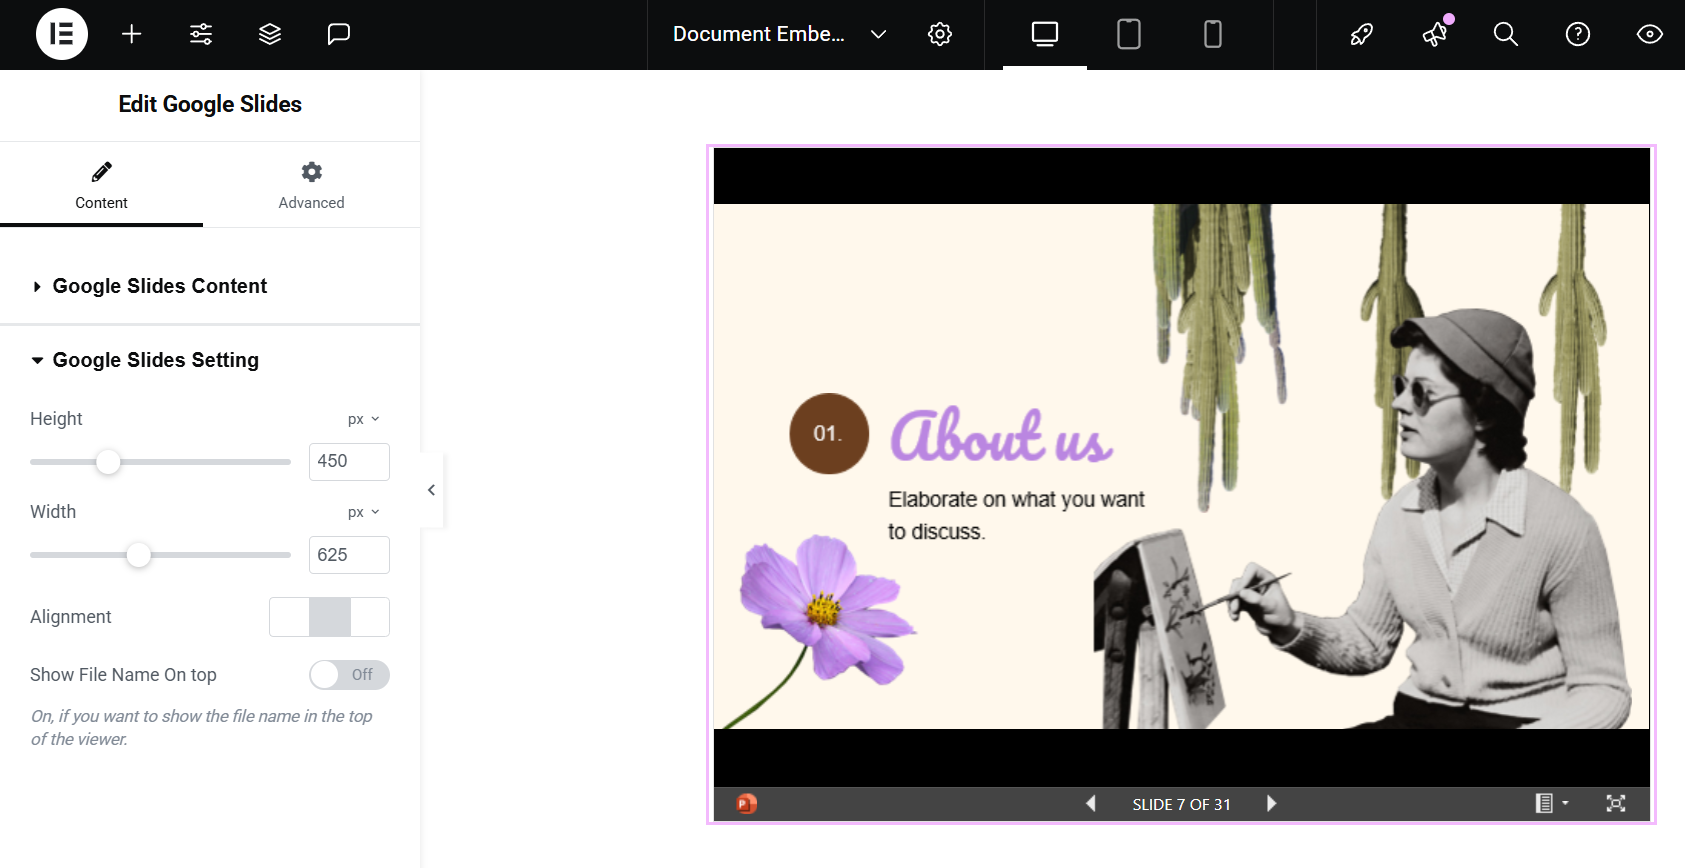 Document Embe...
Edit Google Slides
Content
Advanced
Google Slides Content
Google Slides Setting
Height
px
450
Width
px
625
Alignment
Show File Name On top
Off
On, if you want to show the file name in the top
of the viewer.
01.
About us
Elaborate on what you want
to discuss.
P
SLIDE 7 OF 31